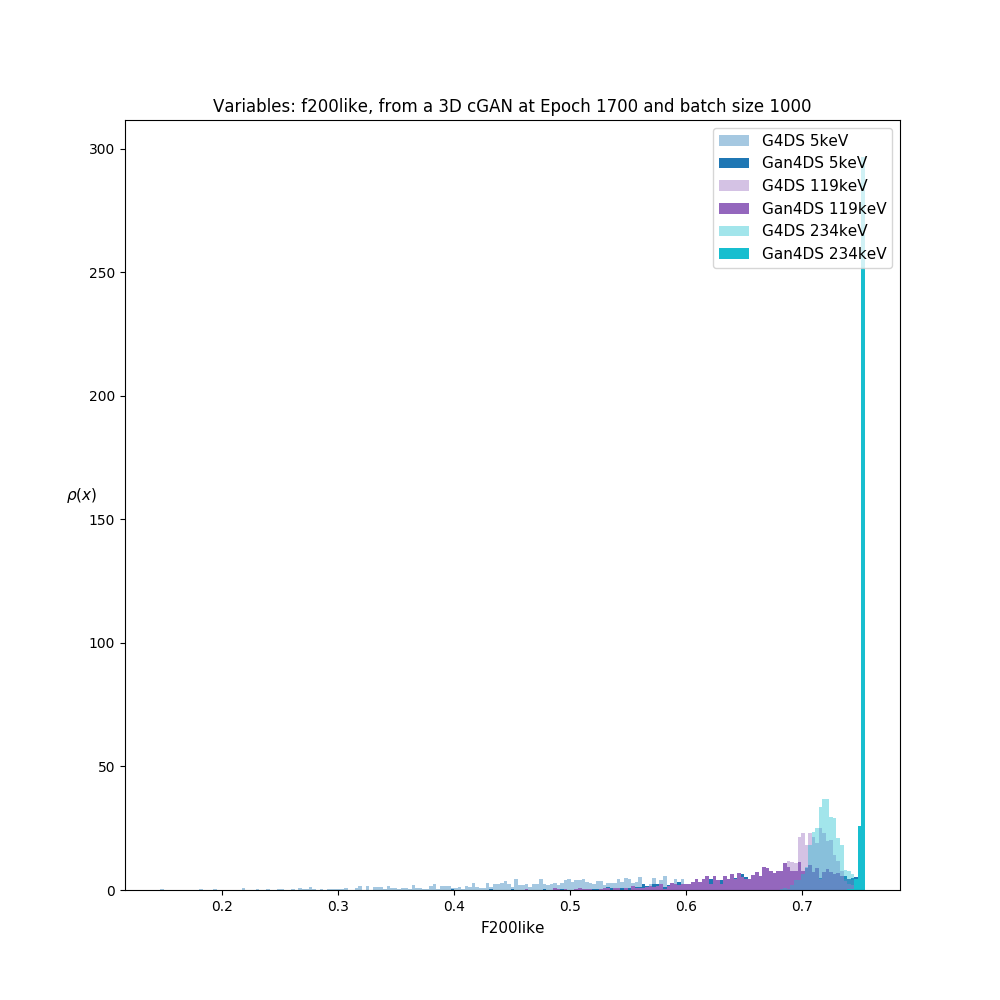 Variables: f200like, from a 3D cGAN at Epoch 1700 and batch size 1000
300
G4DS 5keV
Gan4DS 5keV
G4DS 119keV
Gan4DS 119keV
G4DS 234keV
Gan4DS 234keV
250
200
ρ(x)
150
100
50
0
0.2 0.3 0.4 0.5 0.6 0.7
F200like